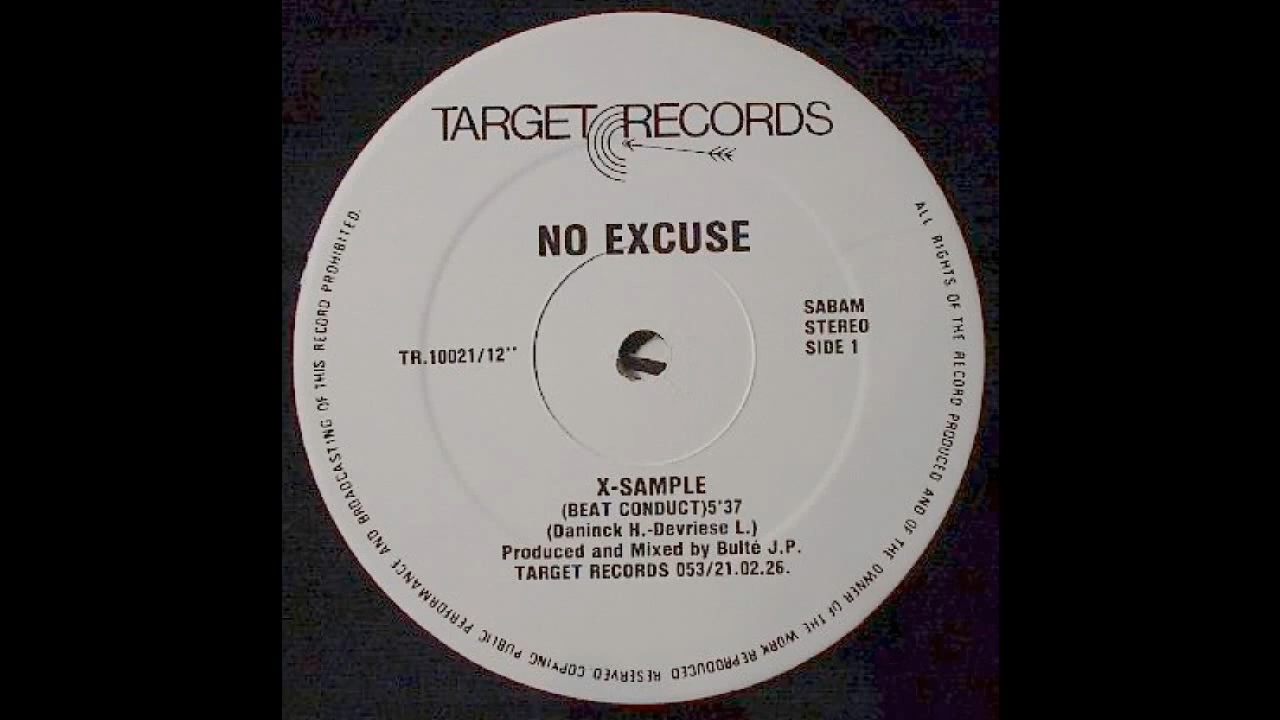 TARGET RECORDS
NO EXCUSE
SABAM
STEREO
SIDE 1
TR.10021/12''
X-SAMPLE
(BEAT CONDUCT)5'37
(Daninck H.-Devriese L.)
Produced and Mixed by Bulté J.P.
TARGET RECORDS 053/21.02.26.
ALL RIGHTS OF THE RECORD PRODUCED AND OF THE OWNER OF THE WORK REPRODUCED RESERVED. COPYING PUBLIC PERFORMANCE AND BROADCASTING OF THIS RECORD PROHIBITED.